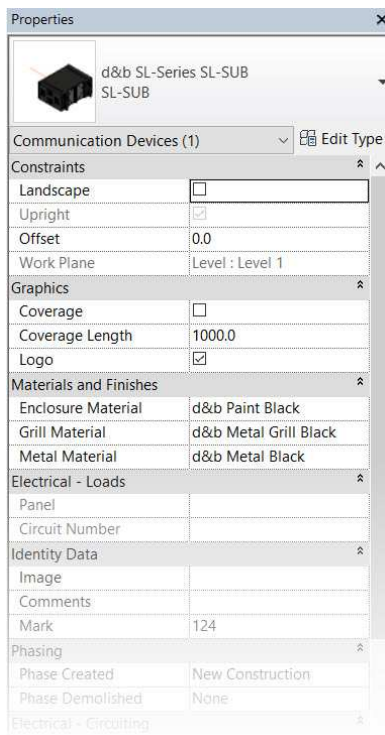 Properties
d&b SL-Series SL-SUB
SL-SUB
Communication Devices (1) Edit Type
Constraints
Landscape
Upright
Offset 0.0
Work Plane Level : Level 1
Graphics
Coverage
Coverage Length 1000.0
Logo
Materials and Finishes
Enclosure Material d&b Paint Black
Grill Material d&b Metal Grill Black
Metal Material d&b Metal Black
Electrical - Loads
Panel
Circuit Number
Identity Data
Image
Comments
Mark 124
Phasing
Phase Created New Construction
Phase Demolished None
Electrical - Circuiting